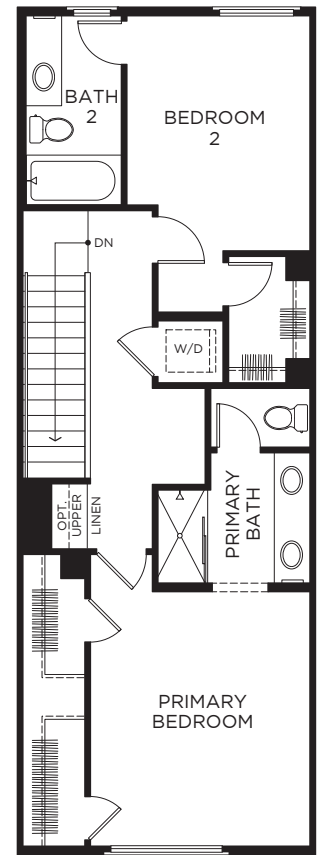 BATH
2
BEDROOM
2
DN
W/D
OPT.
UPPER
LINEN
PRIMARY
BATH
PRIMARY
BEDROOM